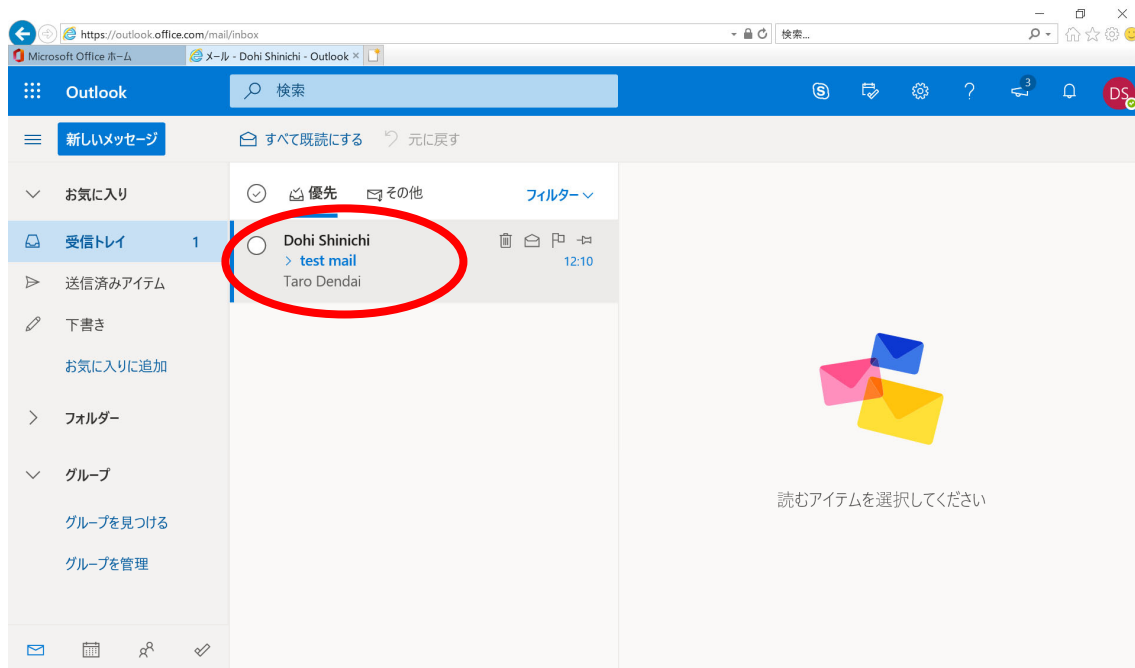 https://outlook.office.com/mail/inbox
検索...
Microsoft Office ホーム
メール - Dohi Shinichi - Outlook
Outlook
検索
3
DS
新しいメッセージ
すべて既読にする
元に戻す
お気に入り
受信トレイ 1
送信済みアイテム
下書き
お気に入りに追加
フォルダー
グループ
グループを見つける
グループを管理
優先
その他
フィルター
Dohi Shinichi
> test mail
12:10
Taro Dendai
読むアイテムを選択してください